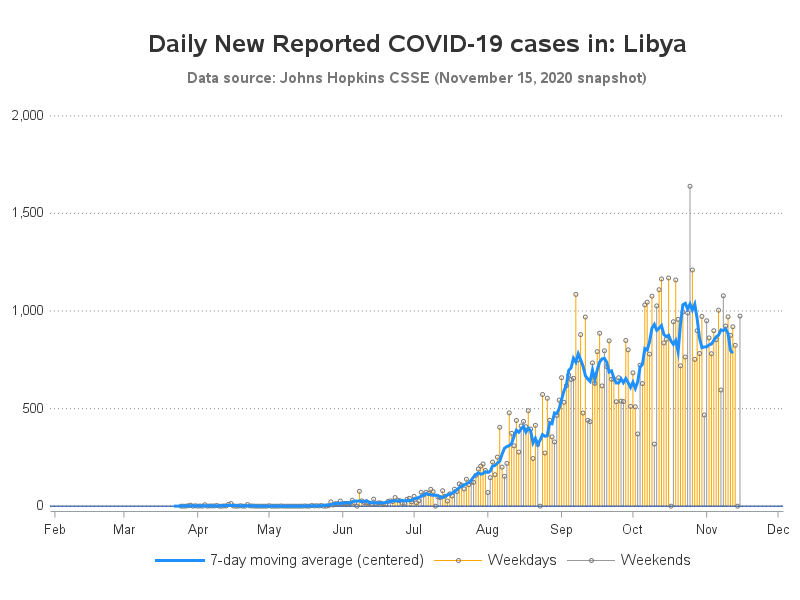 Daily New Reported COVID-19 cases in: Libya
Data source: Johns Hopkins CSSE (November 15, 2020 snapshot)
2,000
1,500
1,000
500
0
Feb Mar Apr May Jun Jul Aug Sep Oct Nov Dec
7-day moving average (centered) Weekdays Weekends